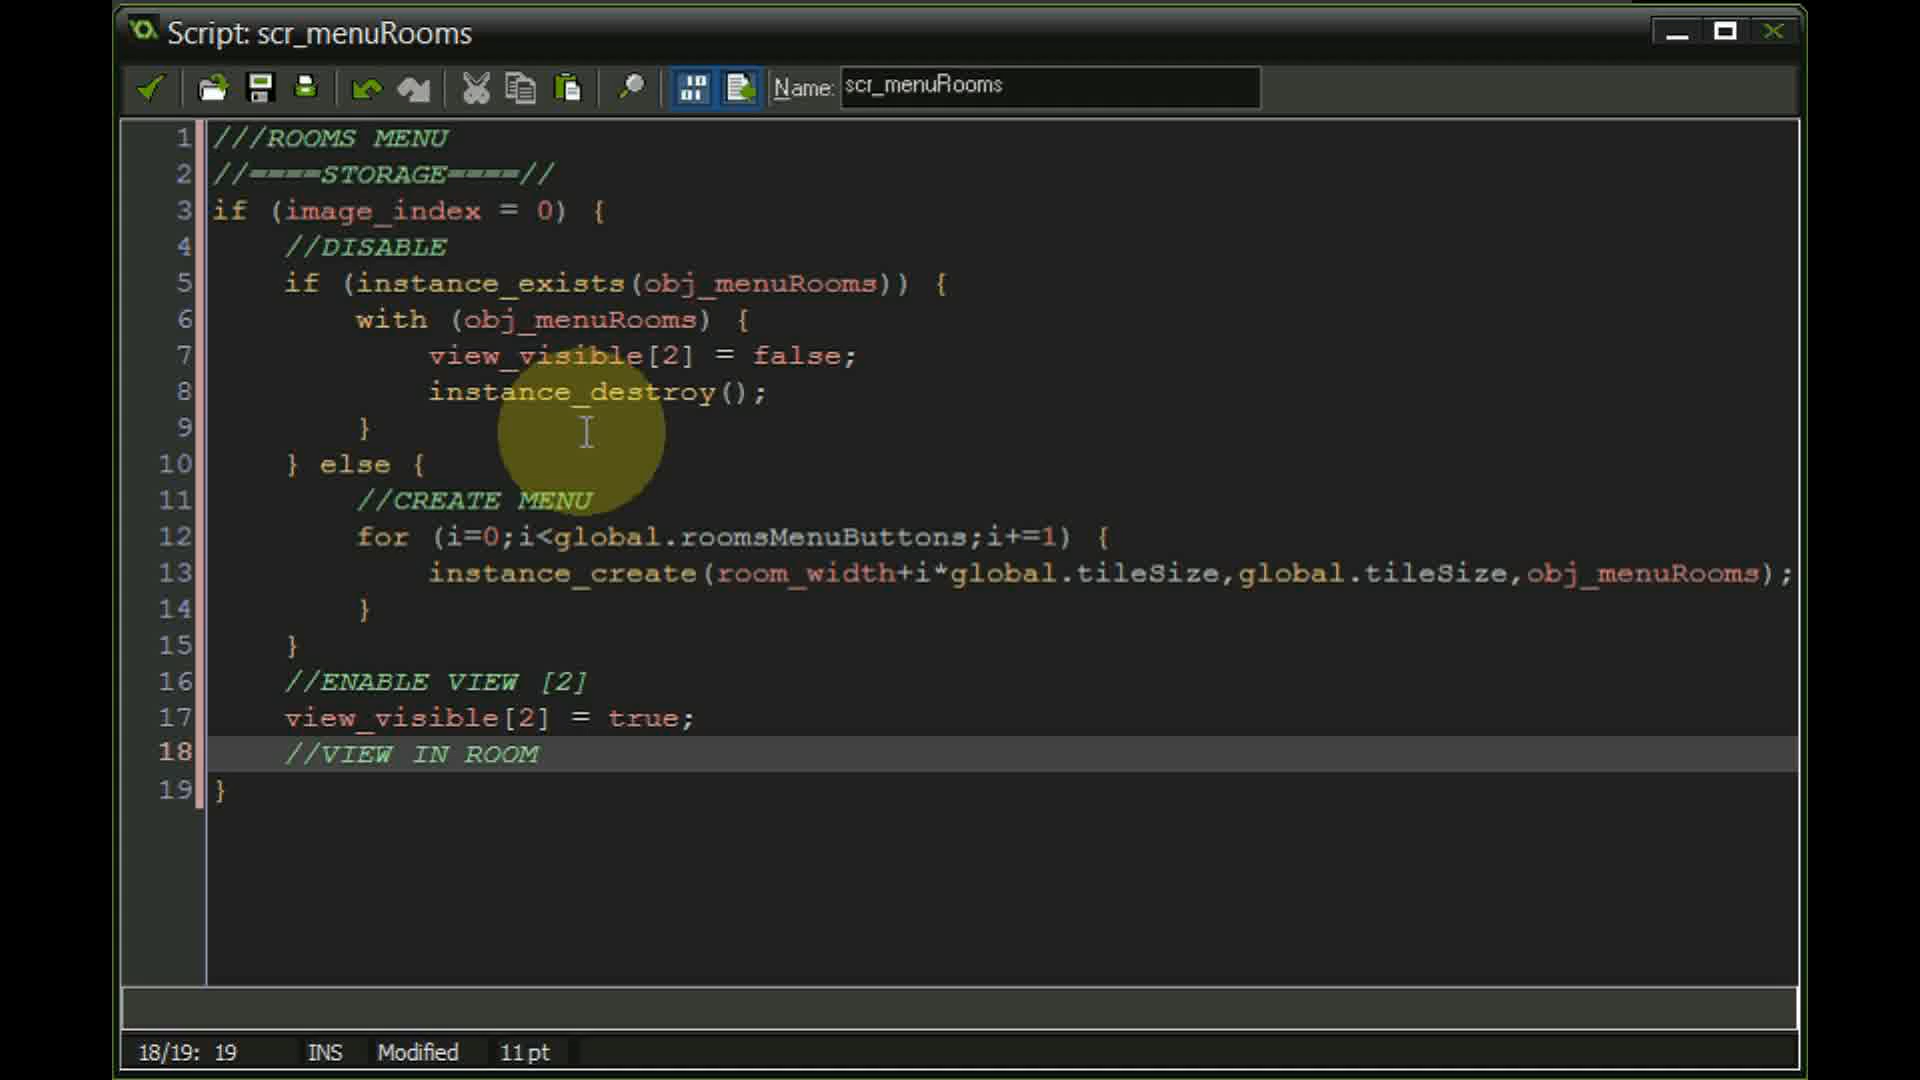 Script: scr_menuRooms
Name: scr_menuRooms
1 ///ROOMS MENU
2 //====STORAGE====//
3 if (image_index = 0) {
4 //DISABLE
5 if (instance_exists(obj_menuRooms)) {
6 with (obj_menuRooms) {
7 view_visible[2] = false;
8 instance_destroy();
9 }
10 } else {
11 //CREATE MENU
12 for (i=0;i<global.roomsMenuButtons;i+=1) {
13 instance_create(room_width+i*global.tileSize,global.tileSize,obj_menuRooms);
14 }
15 }
16 //ENABLE VIEW [2]
17 view_visible[2] = true;
18 //VIEW IN ROOM
19 }
18/19: 19 INS Modified 11 pt